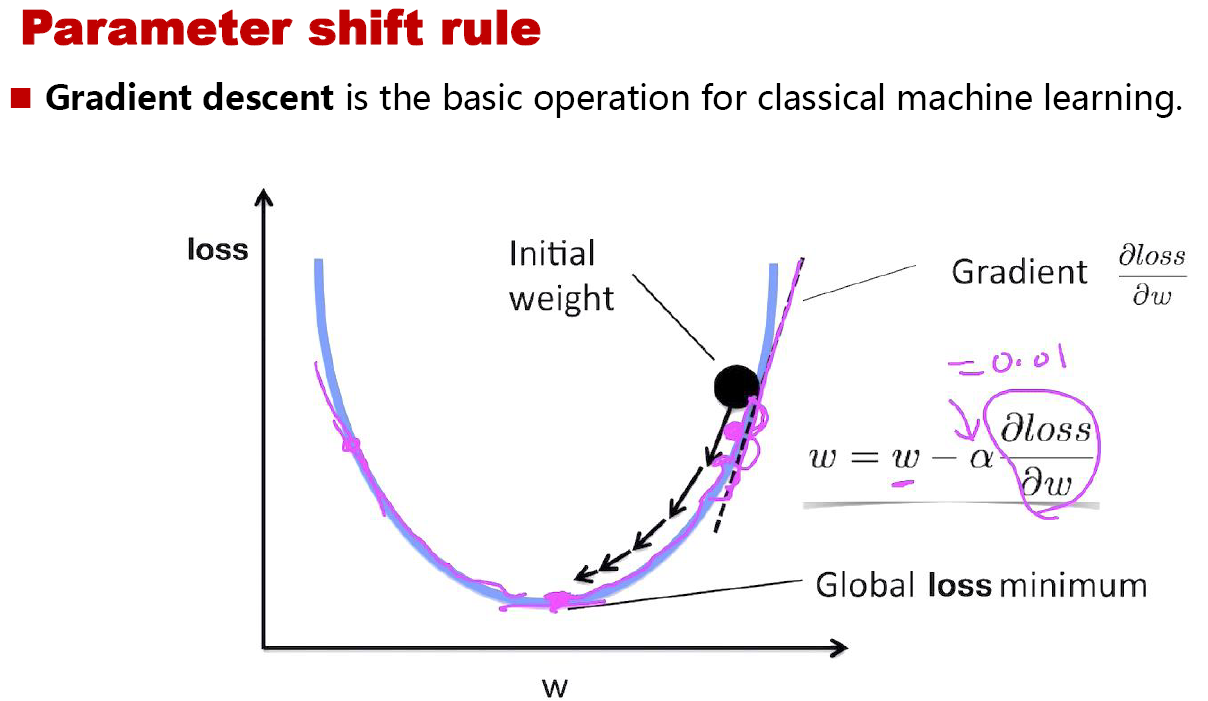 Parameter shift rule
Gradient descent is the basic operation for classical machine learning.
loss
Initial
weight
Gradient ∂loss/∂w
= 0.01
w = w − α ∂loss/∂w
Global loss minimum
w